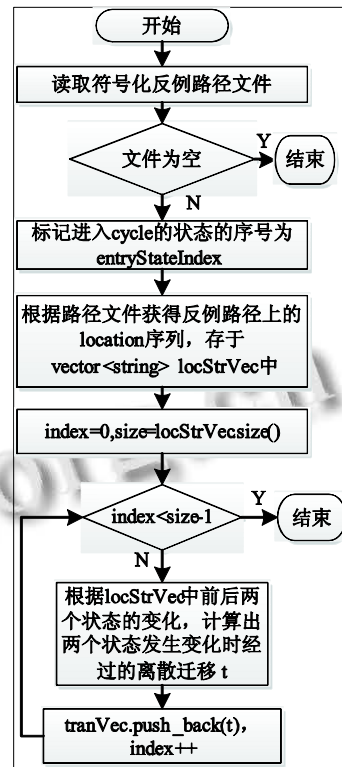 开始
读取符号化反例路径文件
文件为空
Y
结束
N
标记进入cycle的状态的序号为
entryStateIndex
根据路径文件获得反例路径上的
location序列，存于
vector<string> locStrVec中
index=0,size=locStrVec.size()
index<size-1
Y
结束
N
根据locStrVec中前后两
个状态的变化，计算出
两个状态发生变化时经
过的离散迁移 t
tranVec.push_back(t),
index++